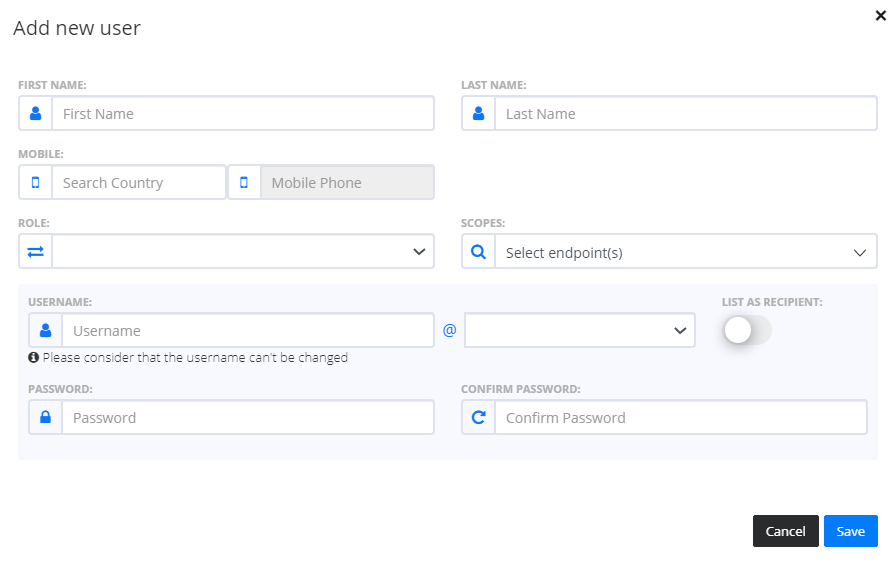 Add new user
FIRST NAME: LAST NAME:
First Name Last Name
MOBILE:
Search Country Mobile Phone
ROLE: SCOPES:
Select endpoint(s)
USERNAME: LIST AS RECIPIENT:
Username @
Please consider that the username can't be changed
PASSWORD: CONFIRM PASSWORD:
Password Confirm Password
Cancel Save